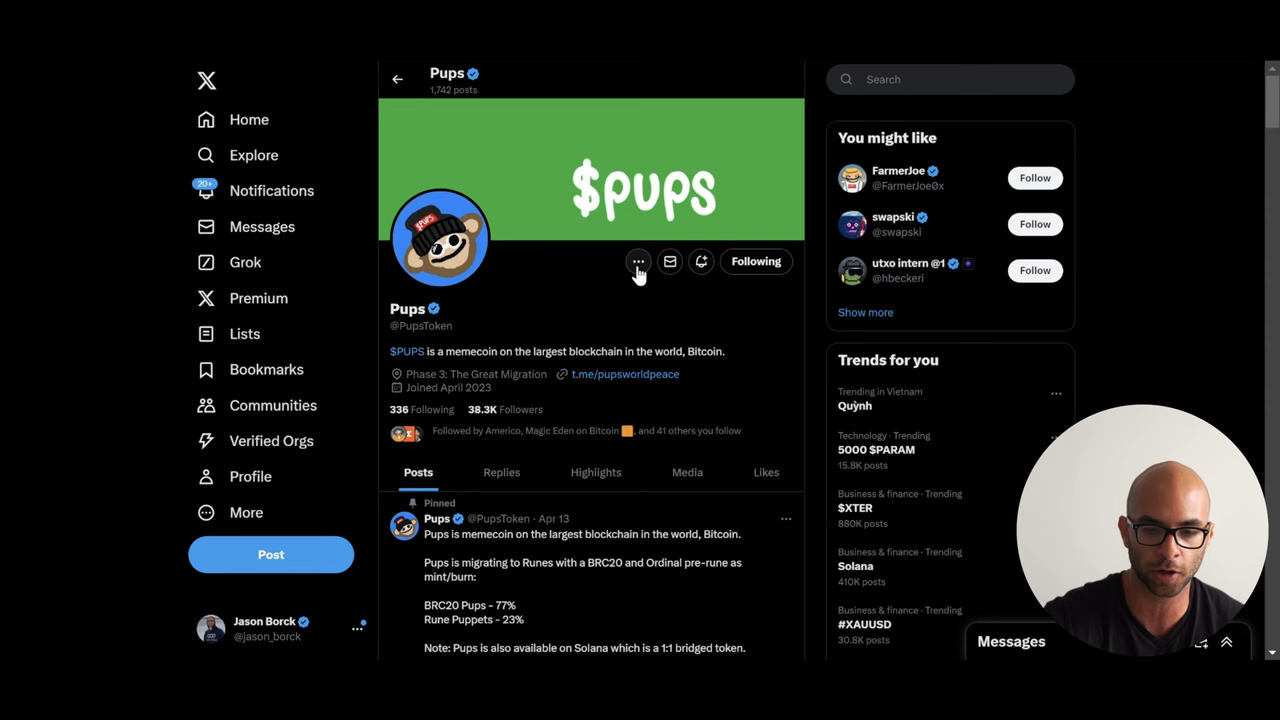 Home
Explore
20+
Notifications
Messages
Grok
Premium
Lists
Bookmarks
Communities
Verified Orgs
Profile
More
Post
Jason Borck
@jason_borck
Pups
1,742 posts
$pups
$PUPS
Following
Pups
@PupsToken
$PUPS is a memecoin on the largest blockchain in the world, Bitcoin.
Phase 3: The Great Migration t.me/pupsworldpeace
Joined April 2023
336 Following 38.3K Followers
Followed by Americo, Magic Eden on Bitcoin 🟧, and 41 others you follow
Posts Replies Highlights Media Likes
Pinned
Pups @PupsToken · Apr 13
Pups is memecoin on the largest blockchain in the world, Bitcoin.
Pups is migrating to Runes with a BRC20 and Ordinal pre-rune as
mint/burn:
BRC20 Pups - 77%
Rune Puppets - 23%
Note: Pups is also available on Solana which is a 1:1 bridged token.
Search
You might like
FarmerJoe
@FarmerJoe0x
Follow
swapski
@swapski
Follow
utxo intern @1
@hbeckeri
Follow
Show more
Trends for you
Trending in Vietnam
Quỳnh
Technology · Trending
5000 $PARAM
15.8K posts
Business & finance · Trending
$XTER
880K posts
Business & finance · Trending
Solana
410K posts
Business & finance · Trending
#XAUUSD
30.8K posts
Messages